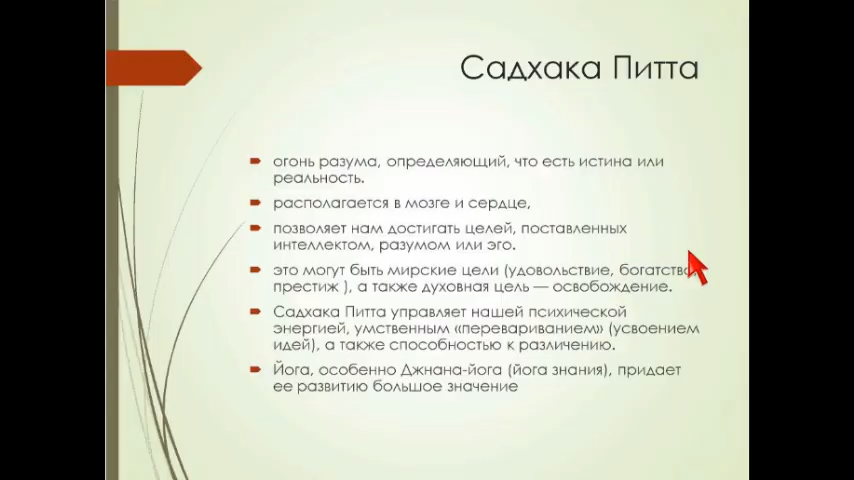 Садхака Питта
огонь разума, определяющий, что есть истина или
реальность.
располагается в мозге и сердце,
позволяет нам достигать целей, поставленных
интеллектом, разумом или эго.
это могут быть мирские цели (удовольствие, богатство,
престиж ), а также духовная цель — освобождение.
Садхака Питта управляет нашей психической
энергией, умственным «перевариванием» (усвоением
идей), а также способностью к различению.
Йога, особенно Джнана-йога (йога знания), придает
ее развитию большое значение